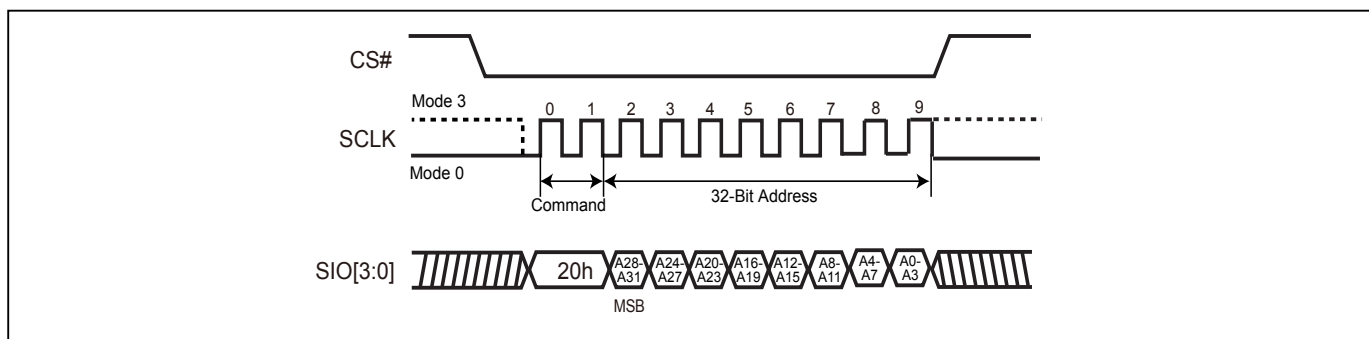 CS#
Mode 3
0 1 2 3 4 5 6 7 8 9
SCLK
Mode 0
Command
32-Bit Address
SIO[3:0]
20h
A28-
A31
A24-
A27
A20-
A23
A16-
A19
A12-
A15
A8-
A11
A4-
A7
A0-
A3
MSB